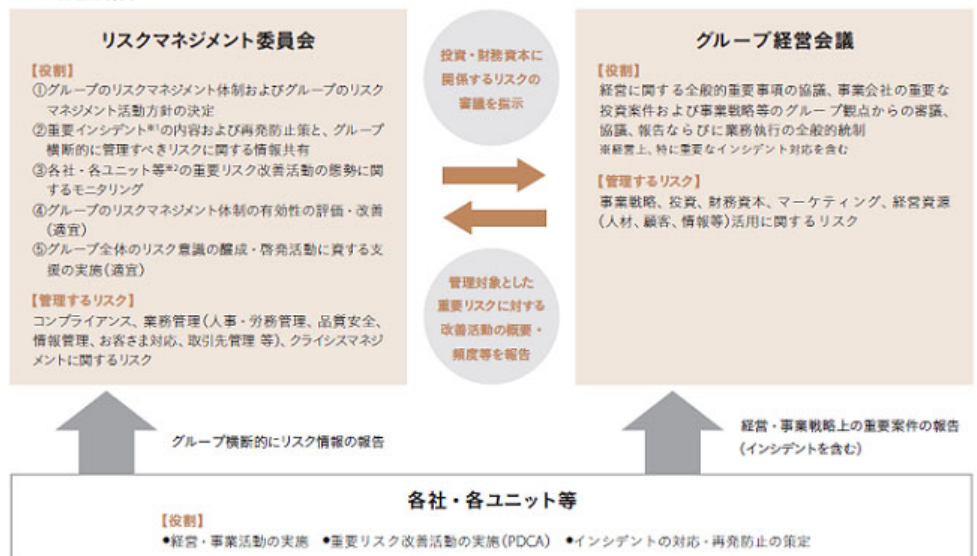 リスクマネジメント委員会
【役割】
①グループのリスクマネジメント体制およびグループのリスク
マネジメント活動方針の決定
②重要インシデント※1の内容および再発防止策と、グループ
横断的に管理すべきリスクに関する情報共有
③各社・各ユニット等※2の重要リスク改善活動の態勢に関
するモニタリング
④グループのリスクマネジメント体制の有効性の評価・改善
(適宜)
⑤グループ全体のリスク意識の醸成・啓発活動に資する支
援の実施(適宜)
【管理するリスク】
コンプライアンス、業務管理(人事・労務管理、品質安全、
情報管理、お客さま対応、取引先管理 等)、クライシスマネジ
メントに関するリスク
投資・財務資本に
関係するリスクの
審議を指示
管理対象とした
重要リスクに対する
改善活動の概要・
頻度等を報告
グループ経営会議
【役割】
経営に関する全般的重要事項の協議、事業会社の重要な
投資案件および事業戦略等のグループ観点からの審議、
協議、報告ならびに業務執行の全般的統制
※経営上、特に重要なインシデント対応を含む
【管理するリスク】
事業戦略、投資、財務資本、マーケティング、経営資源
(人材、顧客、情報等)活用に関するリスク
グループ横断的にリスク情報の報告
経営・事業戦略上の重要案件の報告
(インシデントを含む)
各社・各ユニット等
【役割】
●経営・事業活動の実施 ●重要リスク改善活動の実施(PDCA) ●インシデントの対応・再発防止の策定